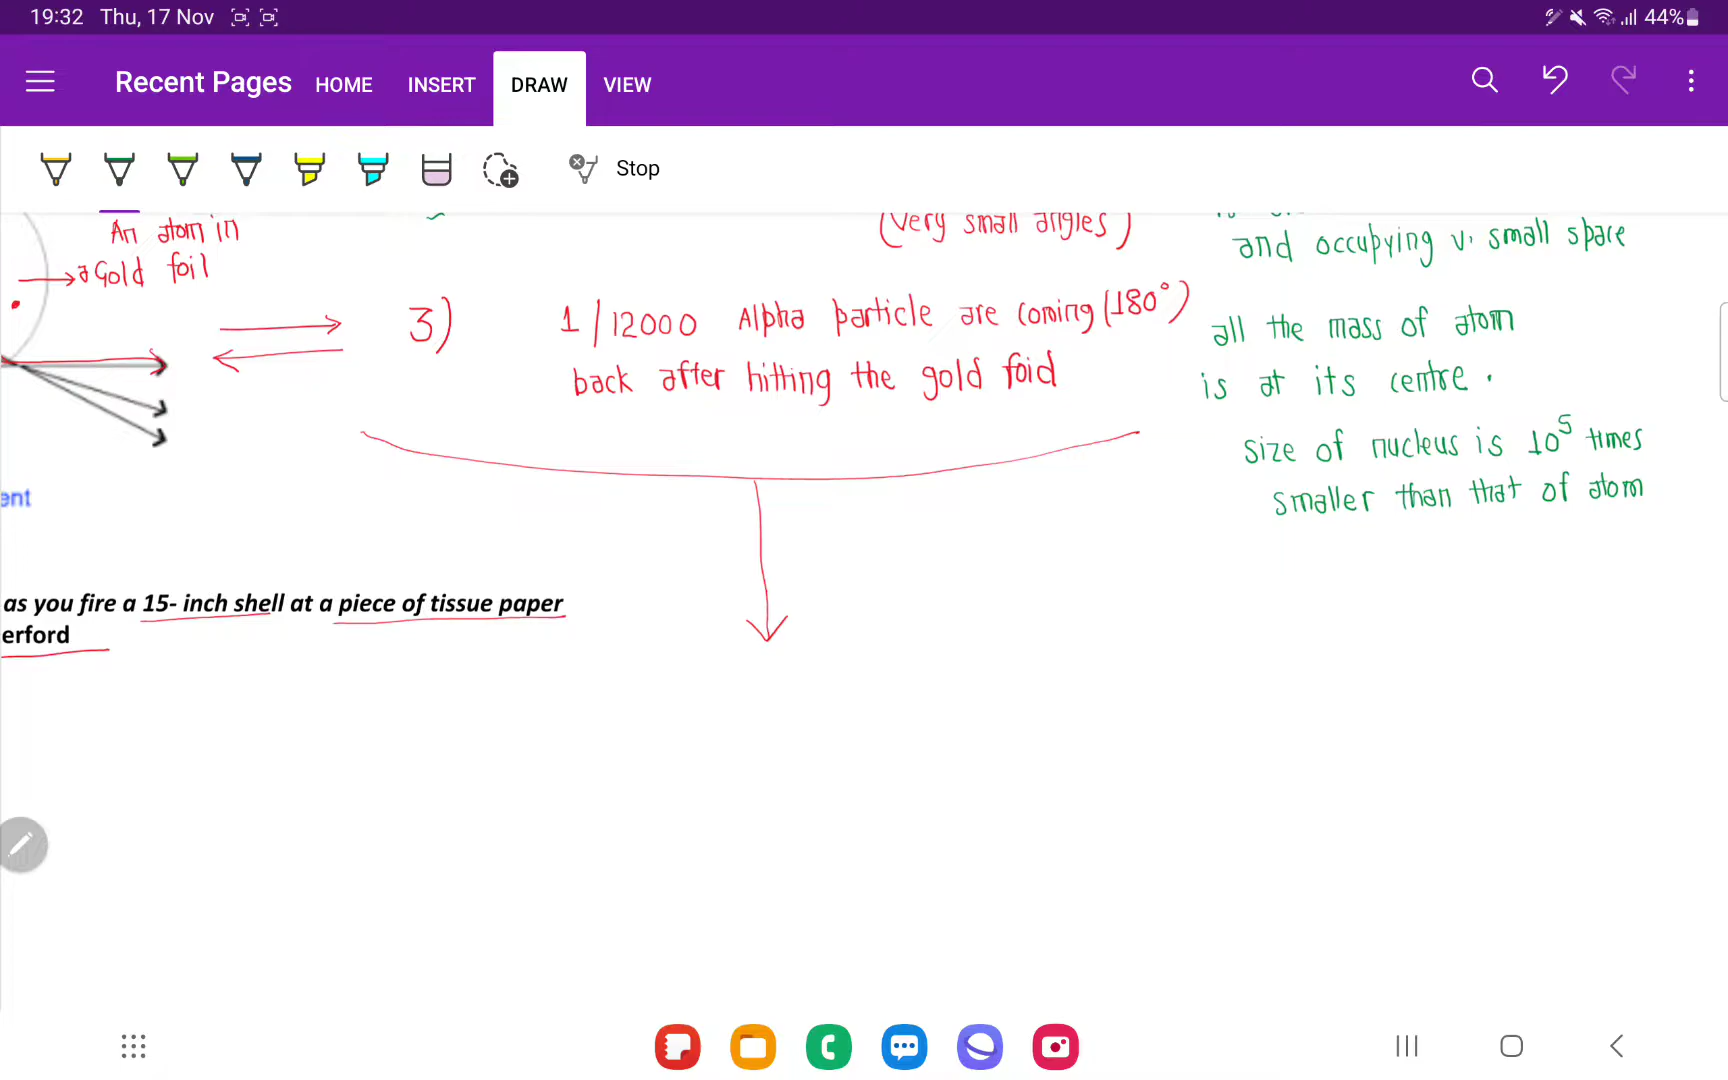 19:32 Thu, 17 Nov 44%
Recent Pages HOME INSERT DRAW VIEW
Stop
An atom in
a Gold foil
(very small angles)
and occupying v. small space
3) 1/12000 Alpha particle are coming (180°)
back after hitting the gold foid
all the mass of atom
is at its centre.
size of nucleus is 10⁵ times
smaller than that of atom
ent
as you fire a 15- inch shell at a piece of tissue paper
erford